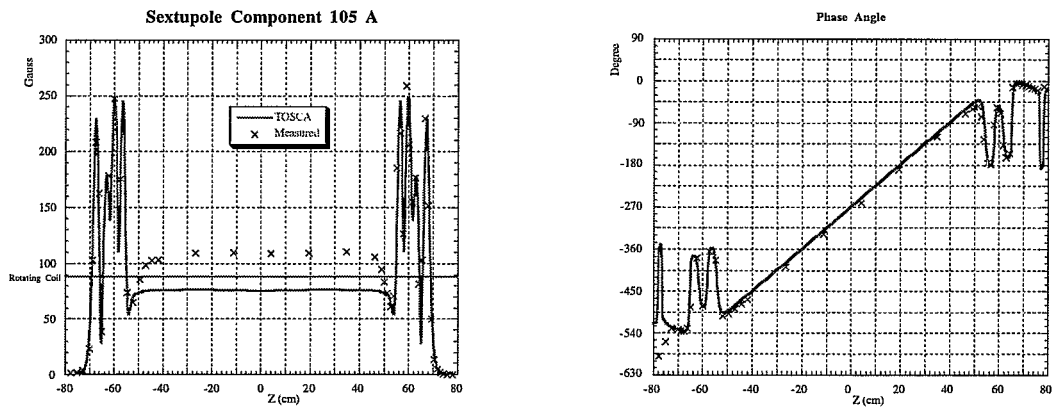 Sextupole Component 105 A
Gauss
300
250
200
150
100
Rotating Coil
50
0
TOSCA
Measured
-80 -60 -40 -20 0 20 40 60 80
Z (cm)
Phase Angle
Degree
90
0
-90
-180
-270
-360
-450
-540
-630
-80 -60 -40 -20 0 20 40 60 80
Z (cm)